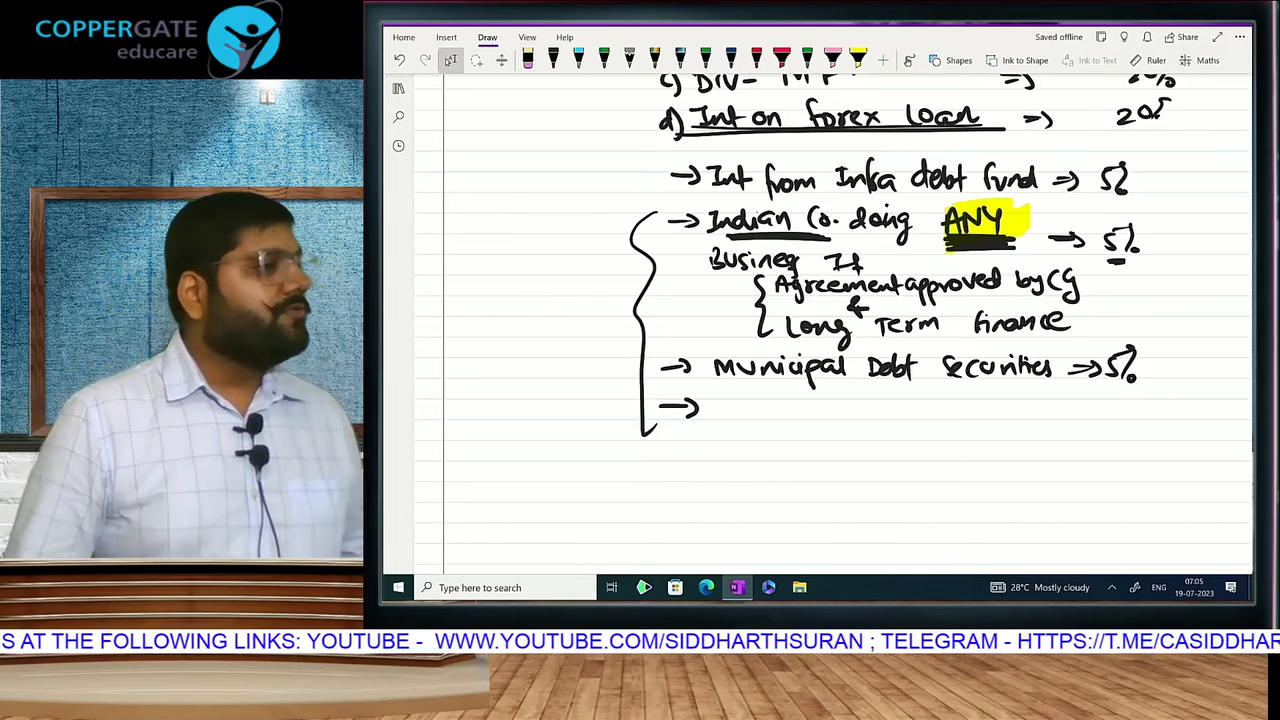 COPPERGATE
educare
Home Insert Draw View Help
Saved offline
Share
Shapes
Ink to Shape
Ink to Text
Ruler
Maths
c) DIV- MF => 20%
d) Int on forex Loan => 20%
→ Int from Infra debt fund => 5%
→ Indian Co. doing ANY → 5%
Business If
Agreement approved by CG
&
Long Term finance
→ Municipal Debt Securities => 5%
→
Type here to search
28°C Mostly cloudy
ENG
07:05
19-07-2023
S AT THE FOLLOWING LINKS: YOUTUBE - WWW.YOUTUBE.COM/SIDDHARTHSURAN ; TELEGRAM - HTTPS://T.ME/CASIDDHAR